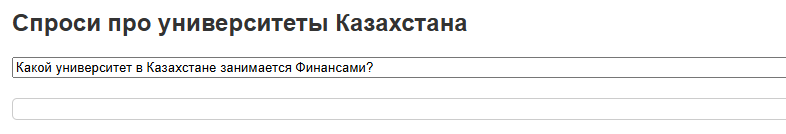 Спроси про университеты Казахстана
Какой университет в Казахстане занимается Финансами?